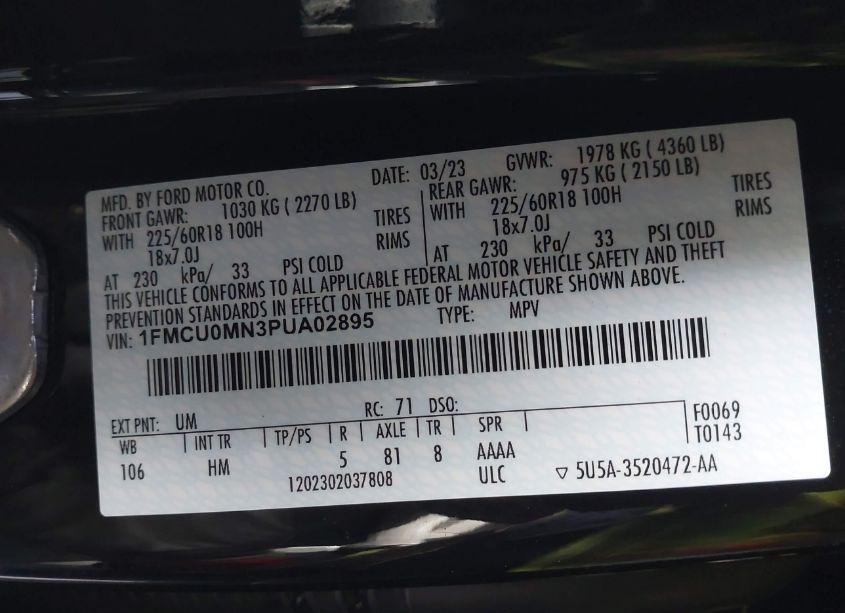 MFD. BY FORD MOTOR CO. DATE: 03/23 GVWR: 1978 KG ( 4360 LB)
FRONT GAWR: 1030 KG ( 2270 LB) REAR GAWR: 975 KG ( 2150 LB)
WITH 225/60R18 100H TIRES WITH 225/60R18 100H TIRES
18x7.0J RIMS 18x7.0J RIMS
AT 230 kPa/ 33 PSI COLD AT 230 kPa/ 33 PSI COLD
THIS VEHICLE CONFORMS TO ALL APPLICABLE FEDERAL MOTOR VEHICLE SAFETY AND THEFT
PREVENTION STANDARDS IN EFFECT ON THE DATE OF MANUFACTURE SHOWN ABOVE.
VIN: 1FMCU0MN3PUA02895 TYPE: MPV
EXT PNT: UM RC: 71 DSO: F0069
WB INT TR TP/PS R AXLE TR SPR T0143
106 HM 5 81 8 AAAA
1202302037808 ULC ▽ 5U5A-3520472-AA